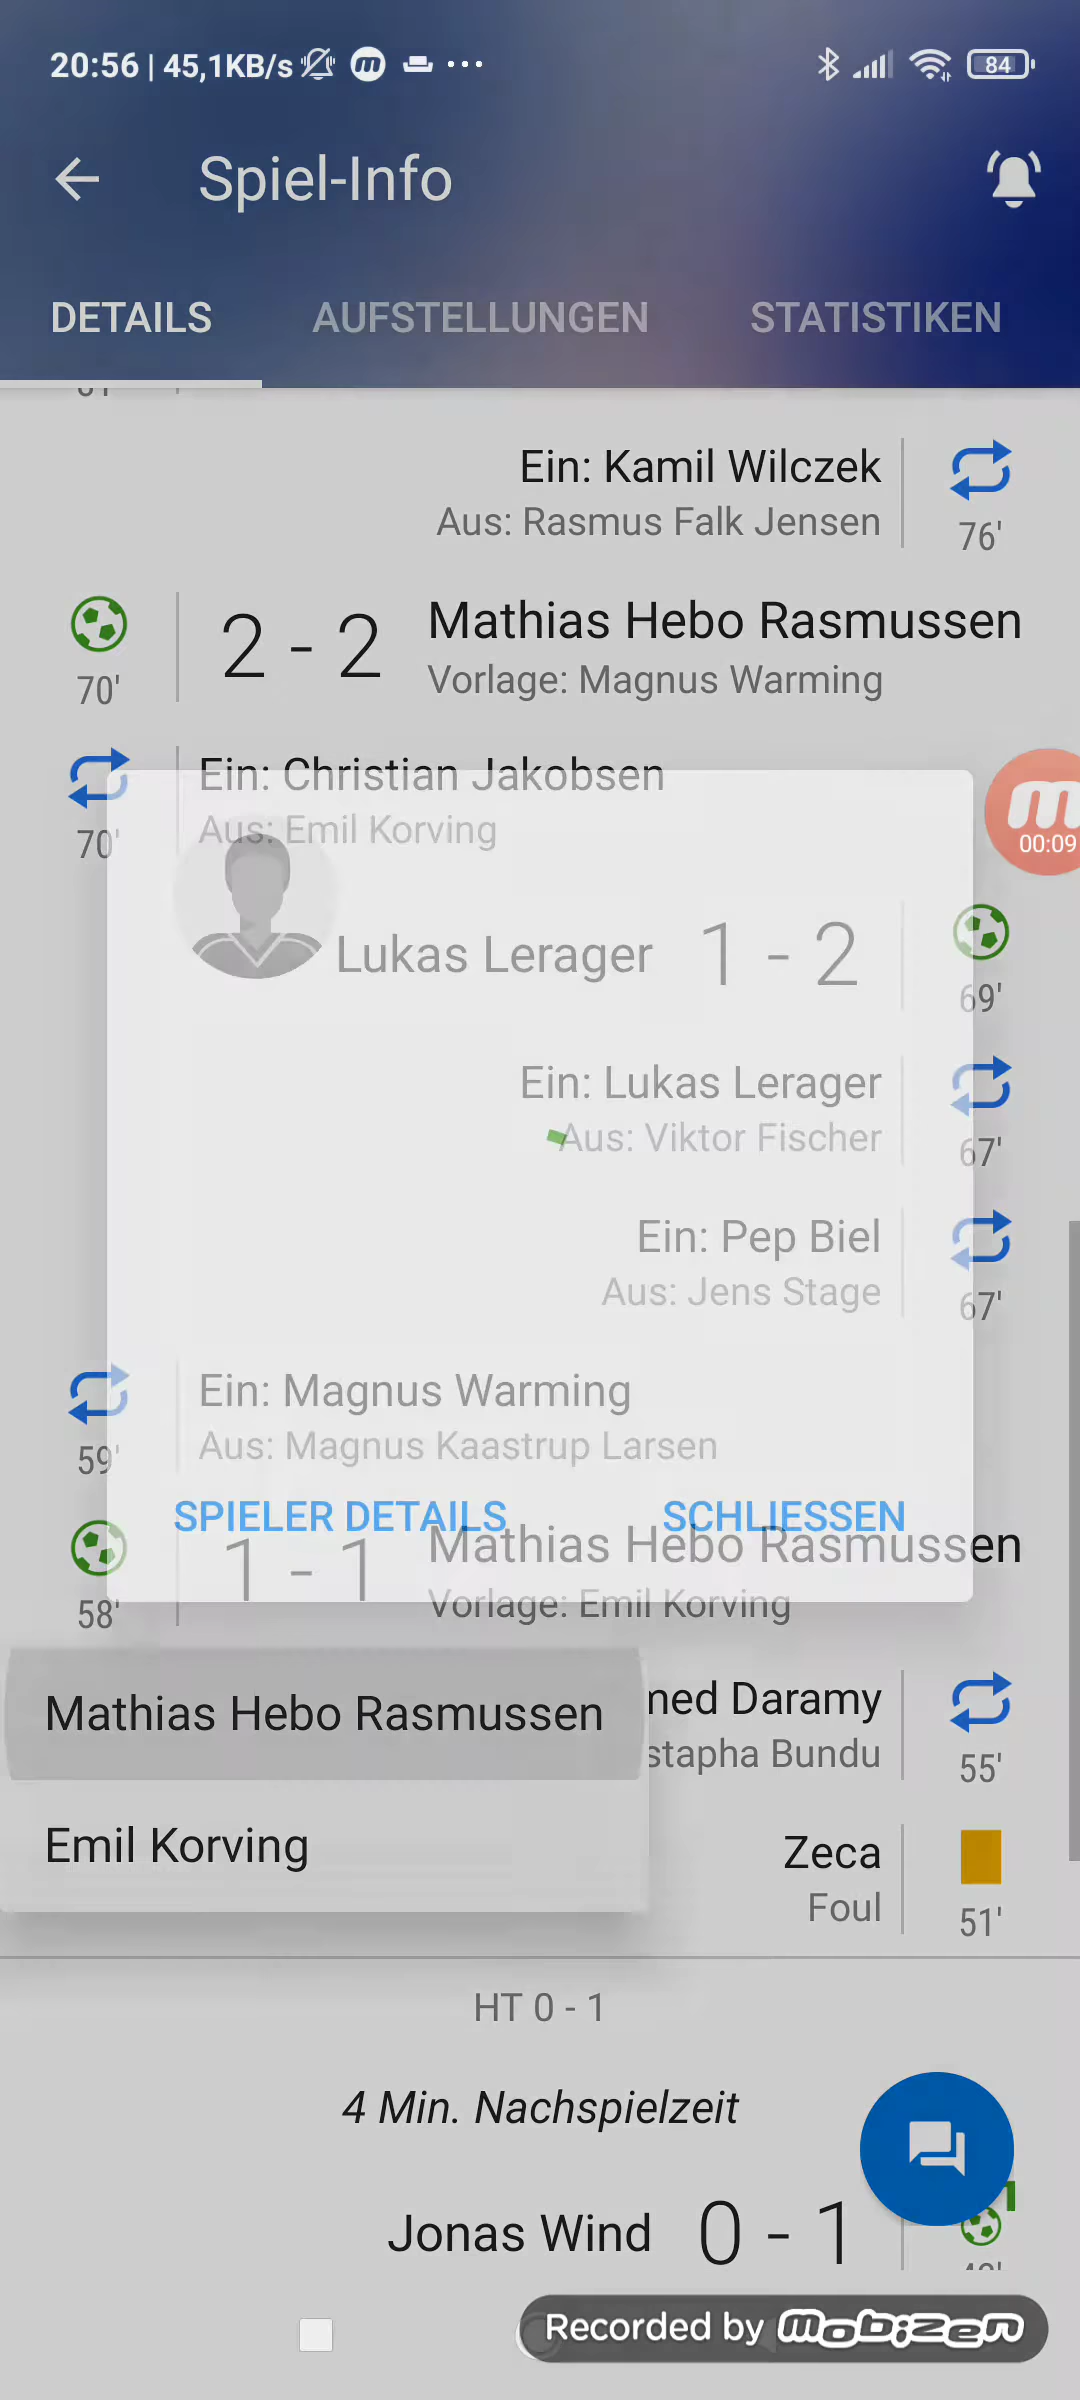 20:56 | 45,1KB/s
84
Spiel-Info
DETAILS AUFSTELLUNGEN STATISTIKEN
Ein: Kamil Wilczek
Aus: Rasmus Falk Jensen
76'
2 - 2 Mathias Hebo Rasmussen
Vorlage: Magnus Warming
70'
Ein: Christian Jakobsen
Aus: Emil Korving
70'
00:09
Lukas Lerager 1 - 2
69'
Ein: Lukas Lerager
Aus: Viktor Fischer
67'
Ein: Pep Biel
Aus: Jens Stage
67'
Ein: Magnus Warming
Aus: Magnus Kaastrup Larsen
59'
SPIELER DETAILS SCHLIESSEN
1 - 1 Mathias Hebo Rasmussen
Vorlage: Emil Korving
58'
Mathias Hebo Rasmussen
Emil Korving
med Daramy
stapha Bundu
55'
Zeca
Foul
51'
HT 0 - 1
4 Min. Nachspielzeit
Jonas Wind 0 - 1
Recorded by mobizen